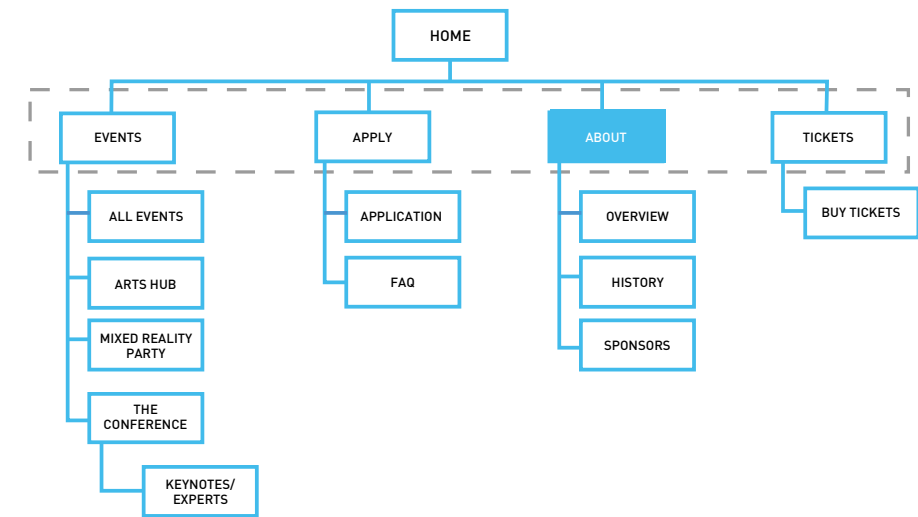 HOME
EVENTS
APPLY
ABOUT
TICKETS
ALL EVENTS
ARTS HUB
MIXED REALITY
PARTY
THE
CONFERENCE
KEYNOTES/
EXPERTS
APPLICATION
FAQ
OVERVIEW
HISTORY
SPONSORS
BUY TICKETS